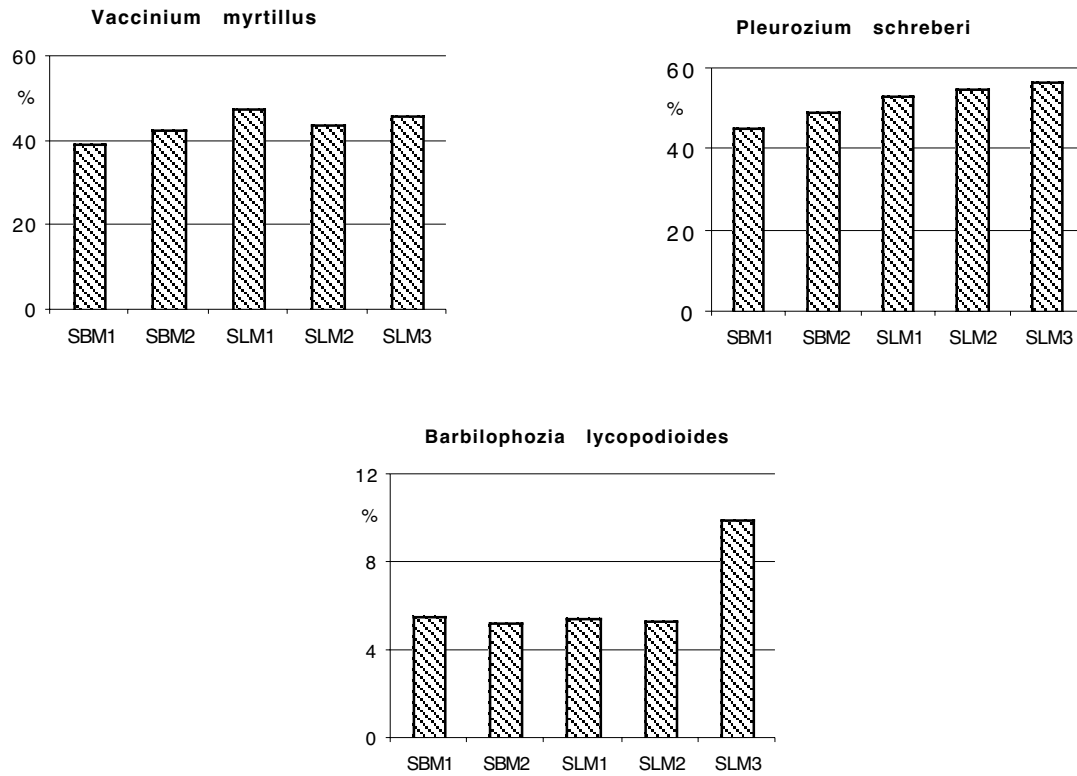 Vaccinium myrtillus
60
%
40
20
0
SBM1 SBM2 SLM1 SLM2 SLM3
Pleurozium schreberi
60
%
40
20
0
SBM1 SBM2 SLM1 SLM2 SLM3
Barbilophozia lycopodioides
12
%
8
4
0
SBM1 SBM2 SLM1 SLM2 SLM3